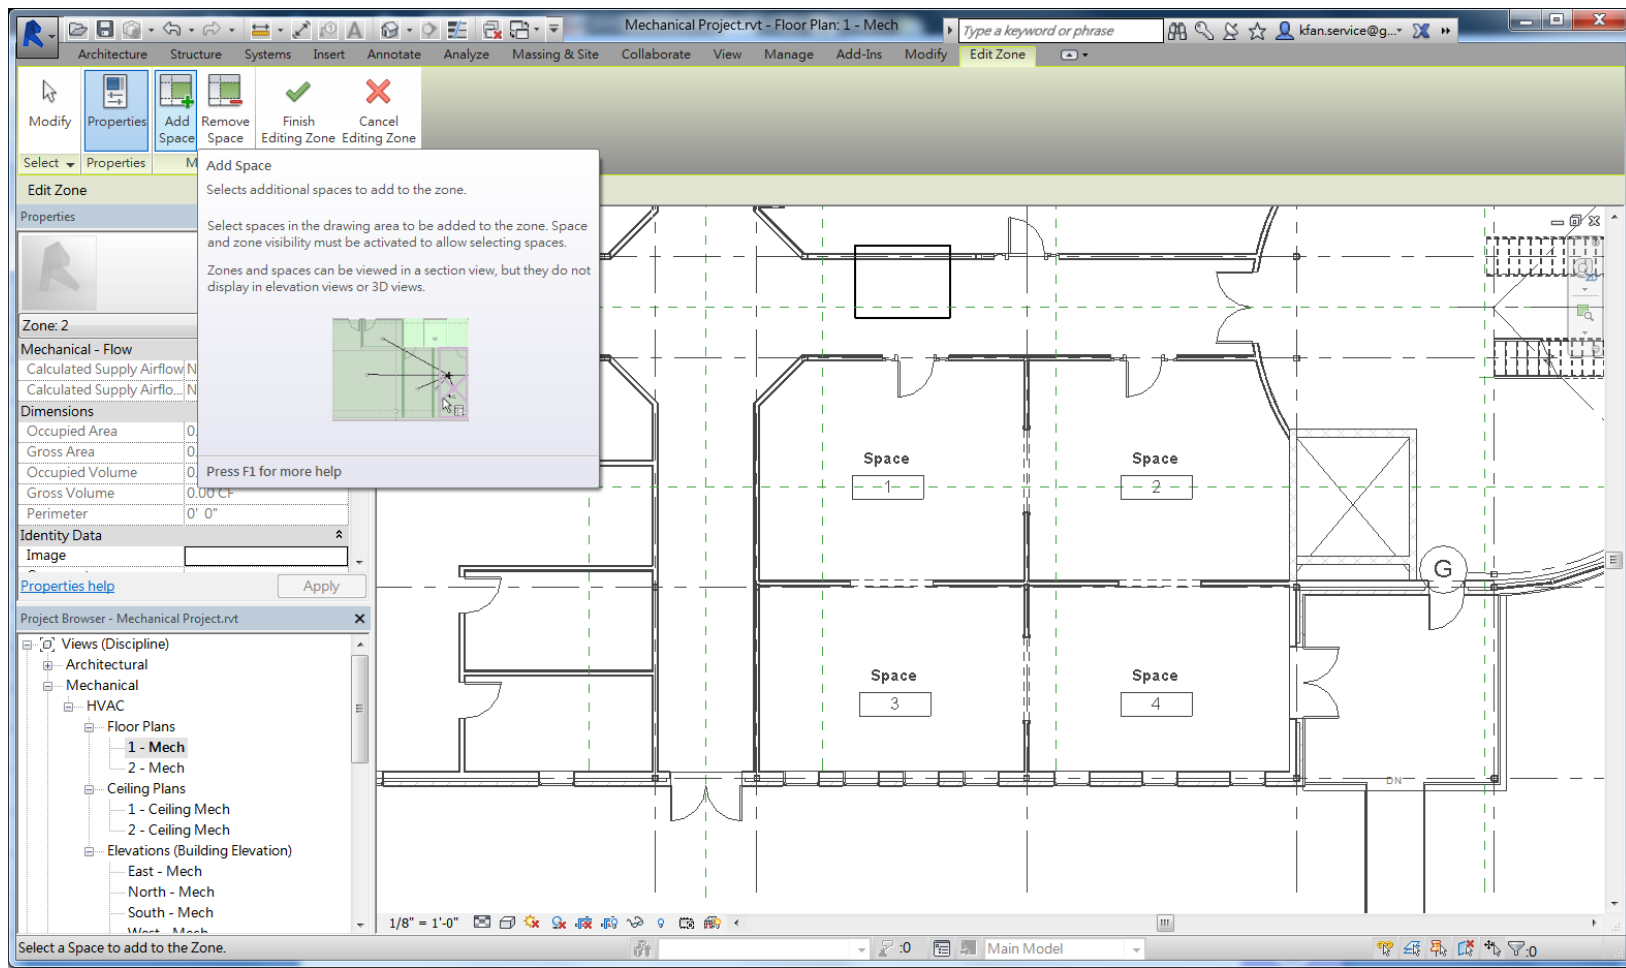 Mechanical Project.rvt - Floor Plan: 1 - Mech
Type a keyword or phrase
kfan.service@g...
Architecture Structure Systems Insert Annotate Analyze Massing & Site Collaborate View Manage Add-Ins Modify Edit Zone
Modify
Properties
Add
Space
Remove
Space
Finish
Editing Zone
Cancel
Editing Zone
Select
Properties
M
Edit Zone
Add Space
Selects additional spaces to add to the zone.
Select spaces in the drawing area to be added to the zone. Space
and zone visibility must be activated to allow selecting spaces.
Zones and spaces can be viewed in a section view, but they do not
display in elevation views or 3D views.
Press F1 for more help
Properties
Zone: 2
Mechanical - Flow
Calculated Supply Airflow N
Calculated Supply Airflo... N
Dimensions
Occupied Area 0.
Gross Area 0.
Occupied Volume 0.
Gross Volume 0.00 CF
Perimeter 0' 0"
Identity Data
Image
Properties help
Apply
Project Browser - Mechanical Project.rvt
Views (Discipline)
Architectural
Mechanical
HVAC
Floor Plans
1 - Mech
2 - Mech
Ceiling Plans
1 - Ceiling Mech
2 - Ceiling Mech
Elevations (Building Elevation)
East - Mech
North - Mech
South - Mech
West - Mech
Space
1
Space
2
Space
3
Space
4
G
DN
1/8" = 1'-0"
Select a Space to add to the Zone.
:0
Main Model
:0